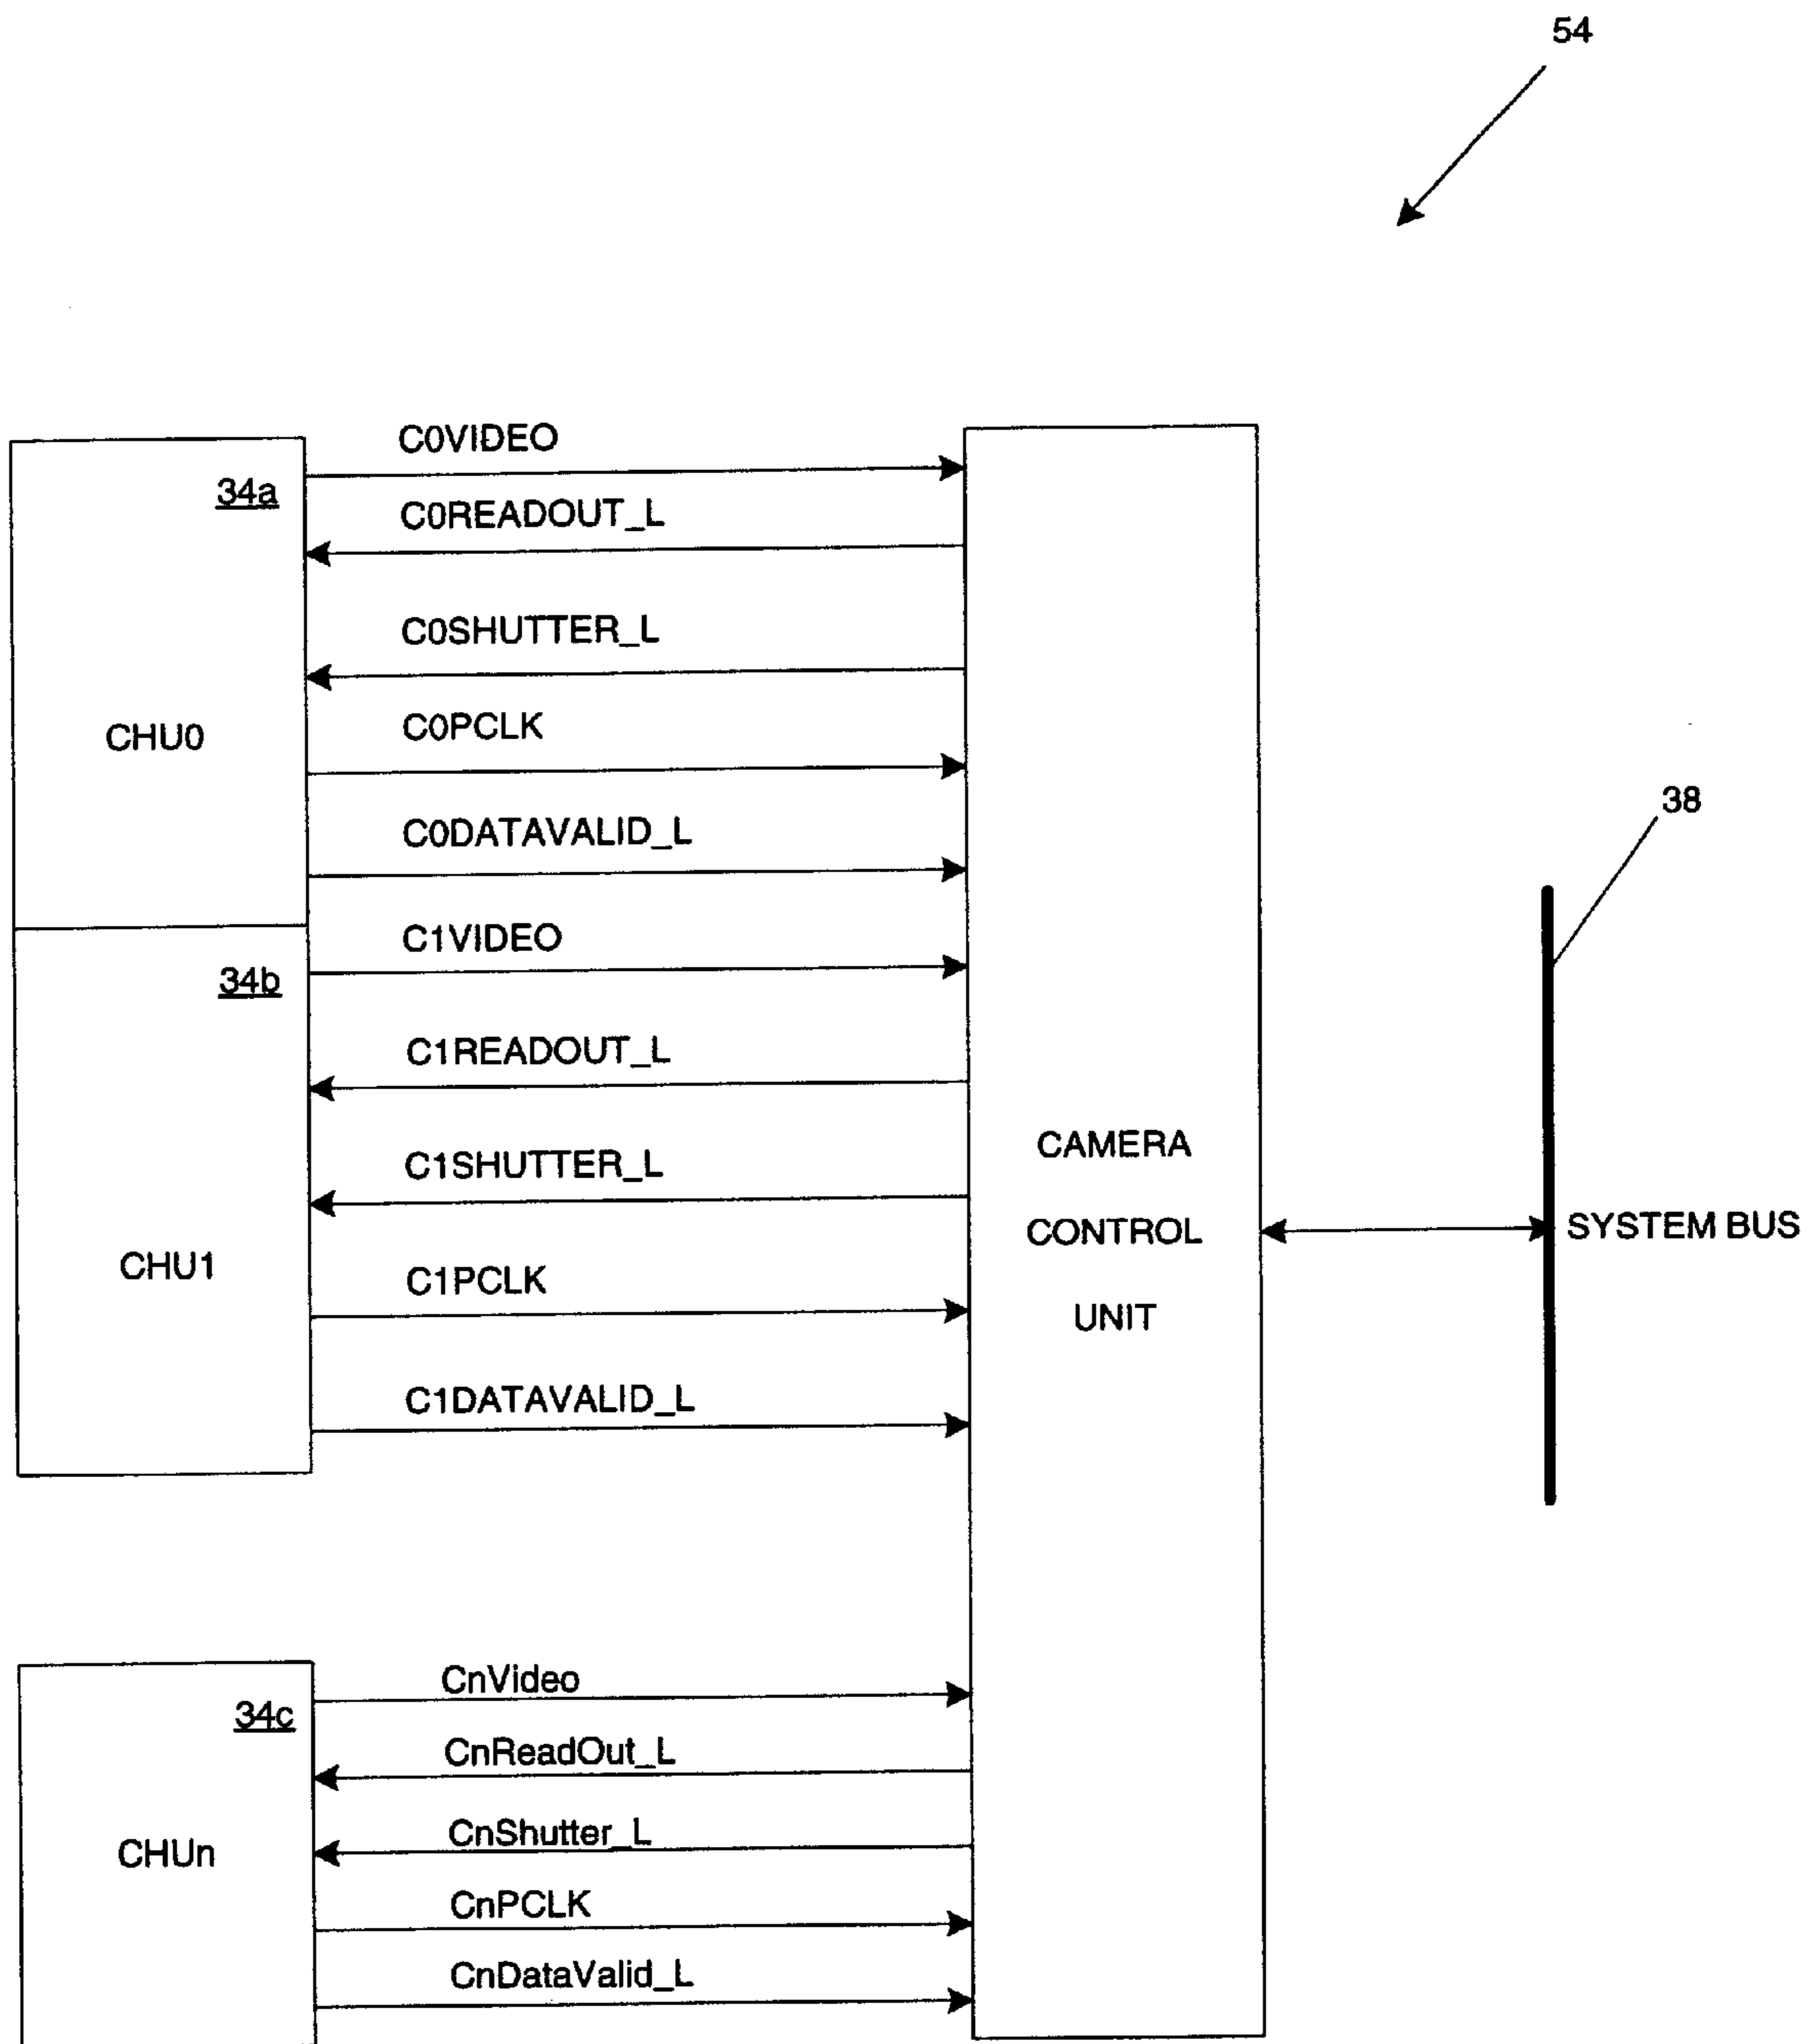 54
C0VIDEO
34a
C0READOUT_L
C0SHUTTER_L
CHU0
C0PCLK
C0DATAVALID_L
38
C1VIDEO
34b
C1READOUT_L
C1SHUTTER_L
CHU1
C1PCLK
C1DATAVALID_L
CAMERA
CONTROL
UNIT
SYSTEM BUS
CnVideo
34c
CnReadOut_L
CnShutter_L
CHUn
CnPCLK
CnDataValid_L